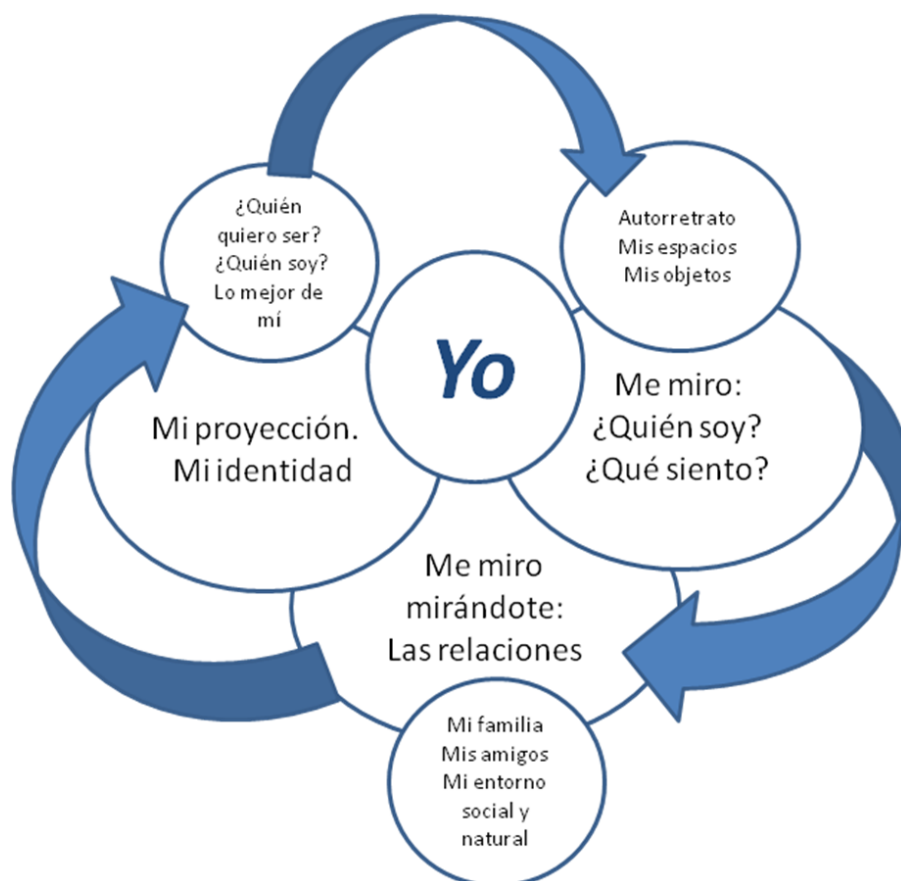 ¿Quién
quiero ser?
¿Quién soy?
Lo mejor de
mí
Autorretrato
Mis espacios
Mis objetos
Yo
Mi proyección.
Mi identidad
Me miro:
¿Quién soy?
¿Qué siento?
Me miro
mirándote:
Las relaciones
Mi familia
Mis amigos
Mi entorno
social y
natural